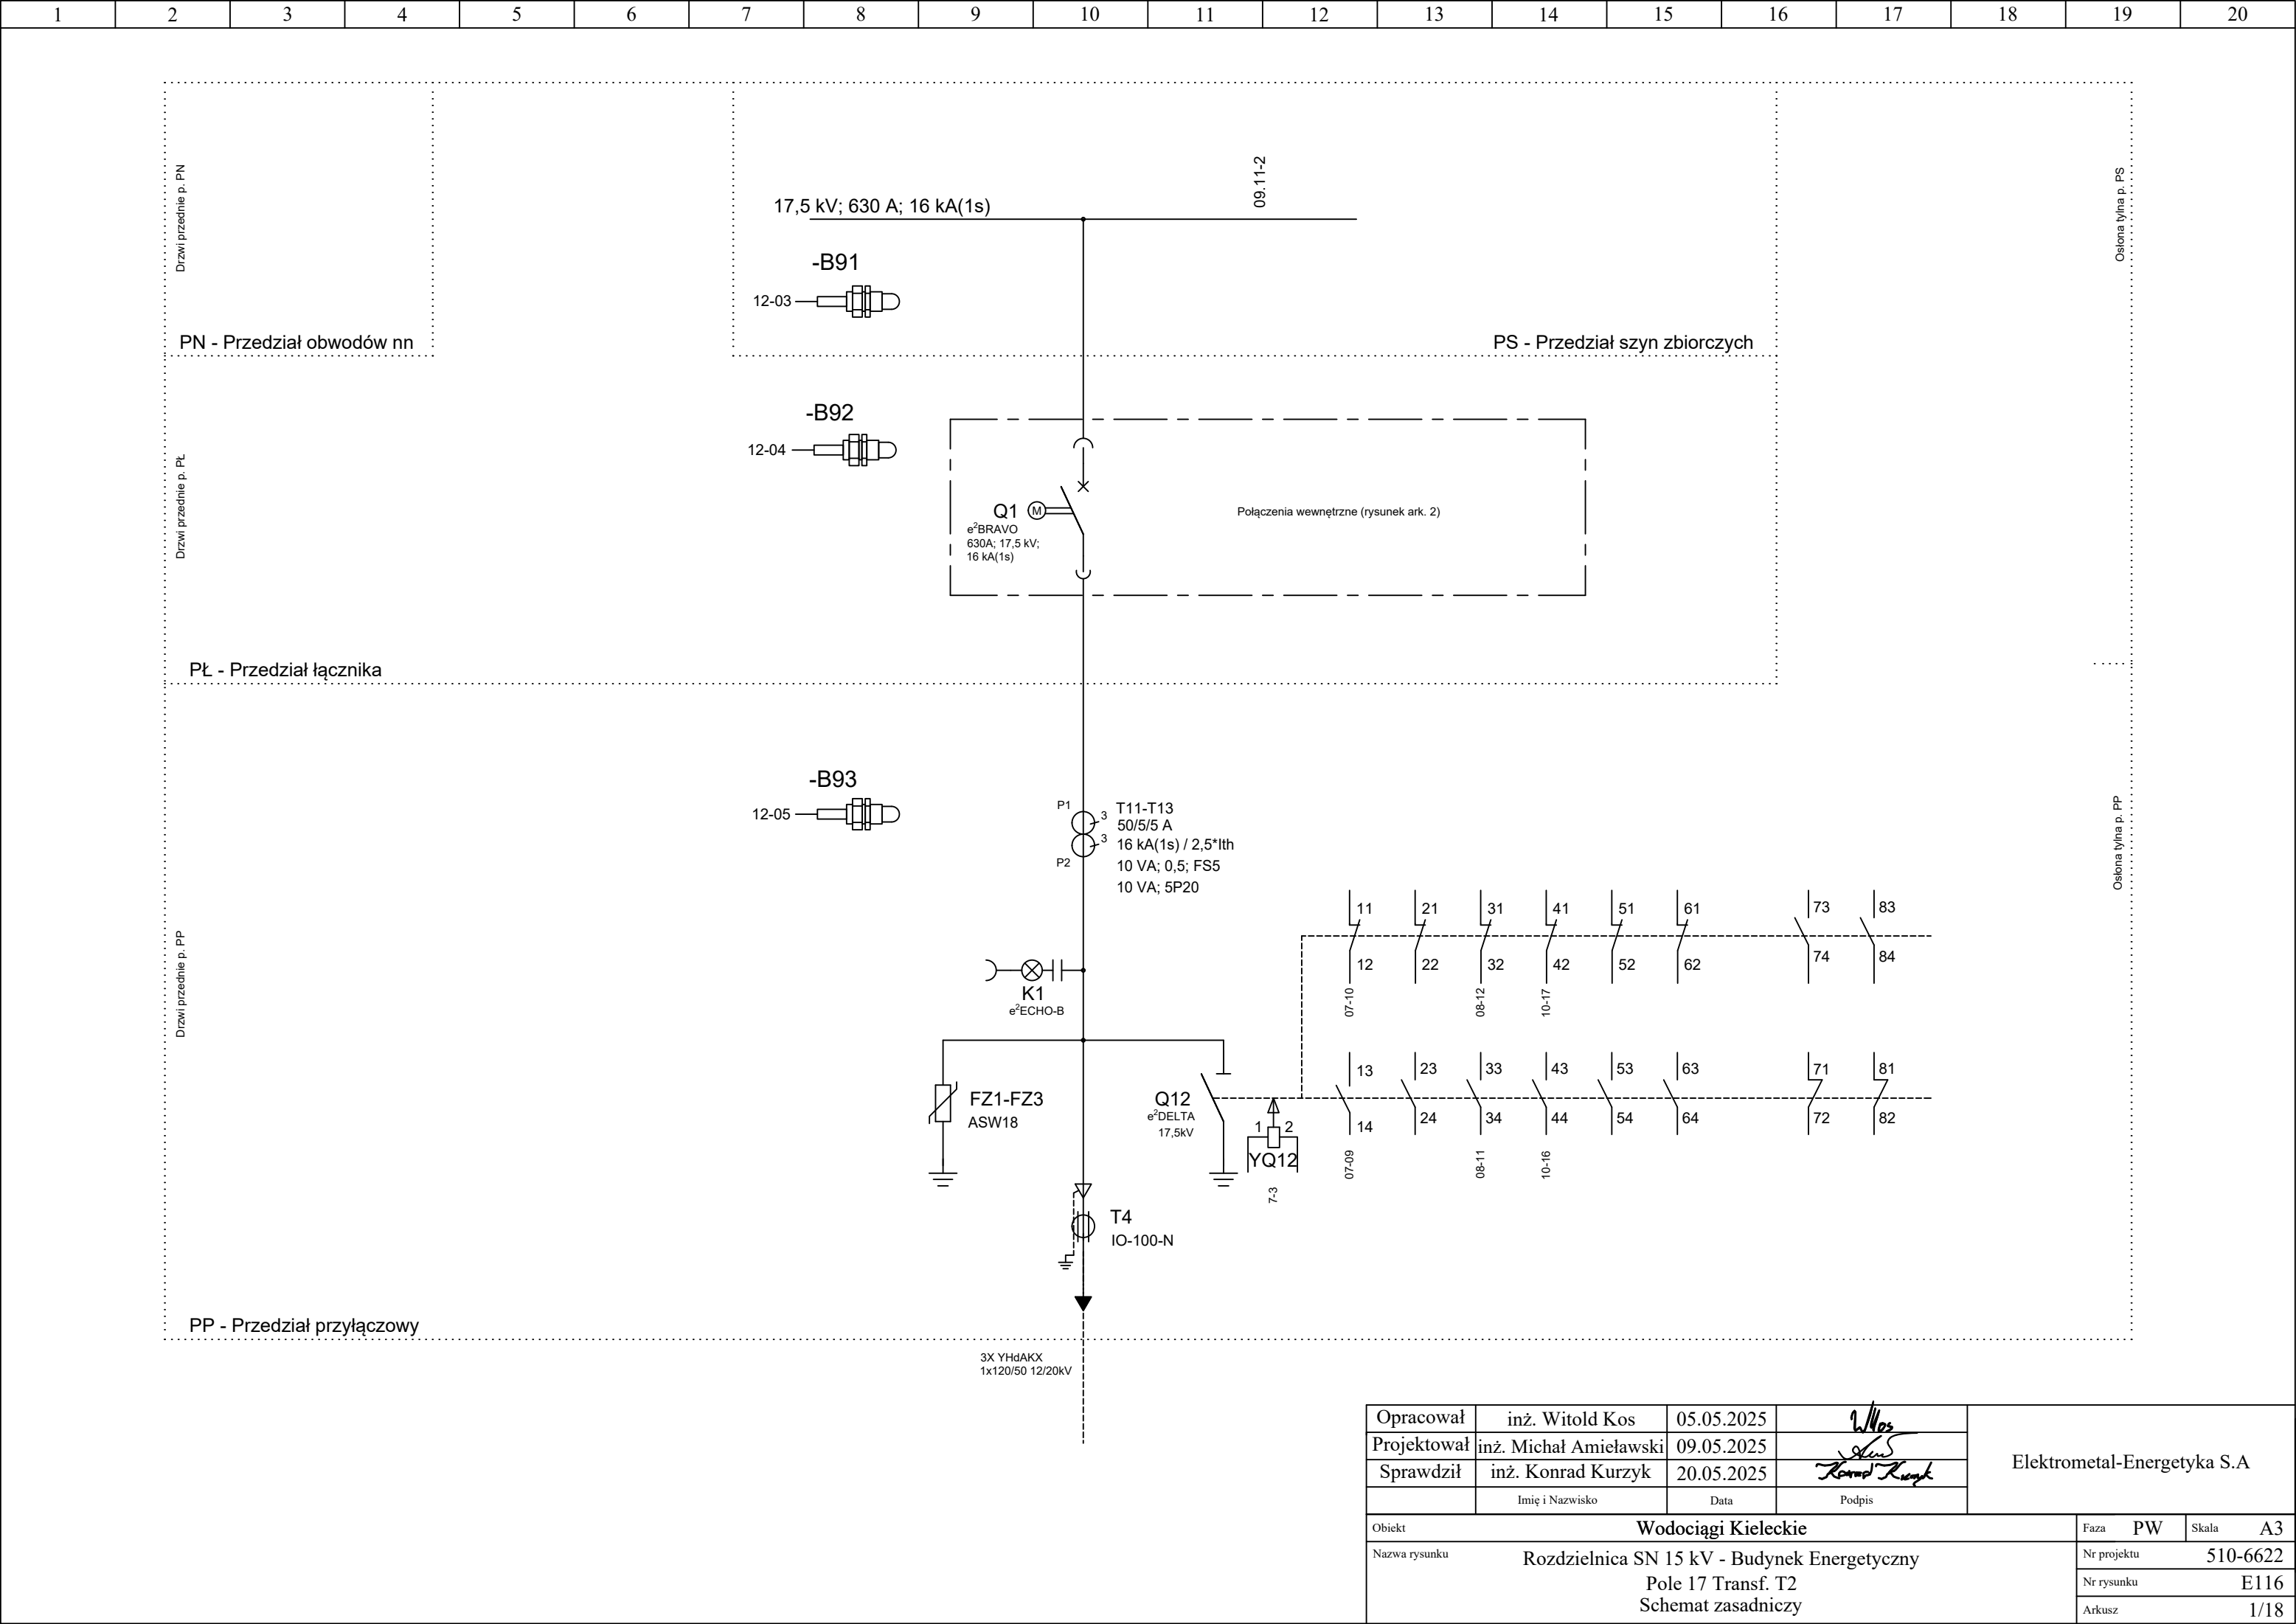 1 2 3 4 5 6 7 8 9 10 11 12 13 14 15 16 17 18 19 20
Drzwi przednie p. PN
PN - Przedział obwodów nn
17,5 kV; 630 A; 16 kA(1s)
09.11-2
-B91
12-03
PS - Przedział szyn zbiorczych
Osłona tylna p. PS
-B92
12-04
Drzwi przednie p. PŁ
Q1
M
e²BRAVO
630A; 17,5 kV;
16 kA(1s)
Połączenia wewnętrzne (rysunek ark. 2)
PŁ - Przedział łącznika
-B93
12-05
P1
3
3
P2
T11-T13
50/5/5 A
16 kA(1s) / 2,5*Ith
10 VA; 0,5; FS5
10 VA; 5P20
Osłona tylna p. PP
Drzwi przednie p. PP
11 21 31 41 51 61 73 83
12 22 32 42 52 62 74 84
07-10 08-12 10-17
K1
e²ECHO-B
FZ1-FZ3
ASW18
Q12
e²DELTA
17,5kV
1 2
YQ12
7-3
13 23 33 43 53 63 71 81
14 24 34 44 54 64 72 82
07-09 08-11 10-16
T4
IO-100-N
PP - Przedział przyłączowy
3X YHdAKX
1x120/50 12/20kV
Opracował inż. Witold Kos 05.05.2025 WKos
Projektował inż. Michał Amieławski 09.05.2025
Sprawdził inż. Konrad Kurzyk 20.05.2025 Konrad Kurzyk
Imię i Nazwisko Data Podpis
Elektrometal-Energetyka S.A
Obiekt Wodociągi Kieleckie
Faza PW Skala A3
Nazwa rysunku
Rozdzielnica SN 15 kV - Budynek Energetyczny
Pole 17 Transf. T2
Schemat zasadniczy
Nr projektu 510-6622
Nr rysunku E116
Arkusz 1/18